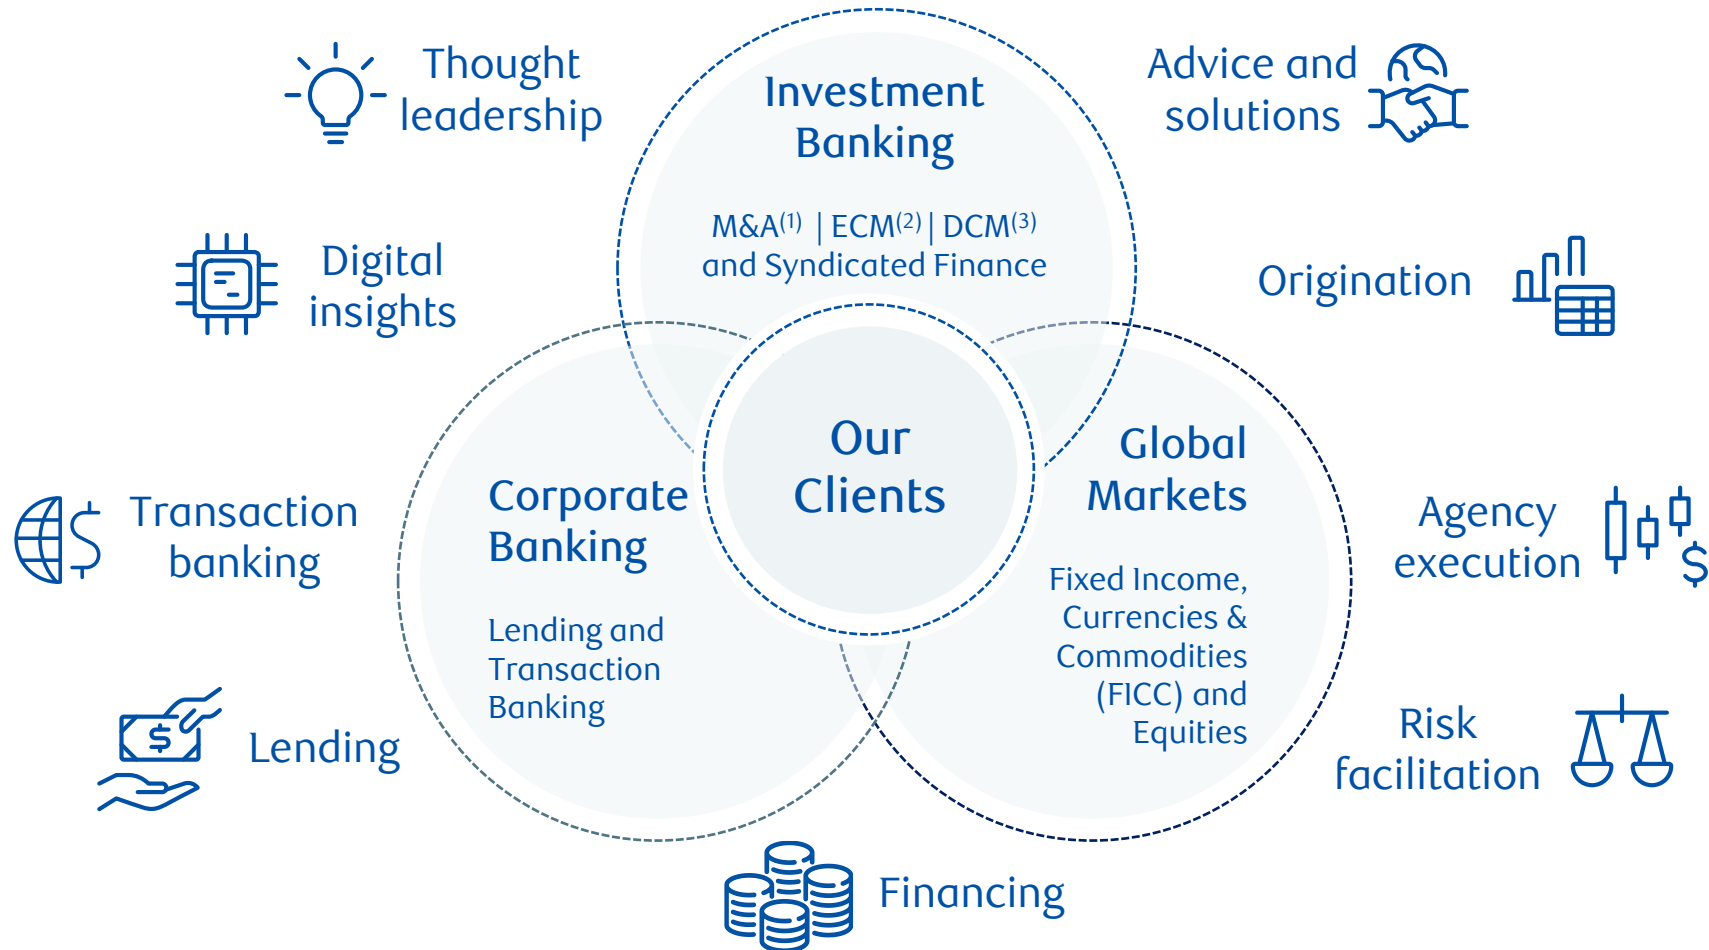 Thought
leadership
Investment
Banking
M&A(1) | ECM(2) | DCM(3)
and Syndicated Finance
Advice and
solutions
Digital
insights
Origination
Our
Clients
Corporate
Banking
Lending and
Transaction
Banking
Global
Markets
Fixed Income,
Currencies &
Commodities
(FICC) and
Equities
Transaction
banking
Agency
execution
$
Lending
$
Risk
facilitation
Financing